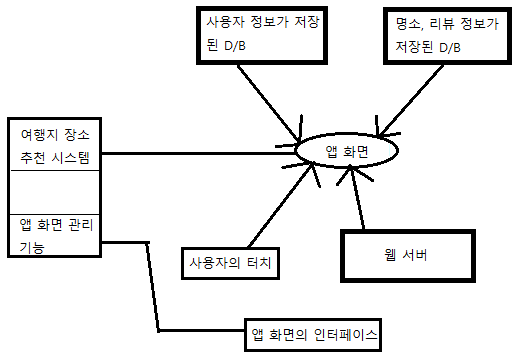 사용자 정보가 저장
된 D/B
명소, 리뷰 정보가
저장된 D/B
여행지 장소
추천 시스템
앱 화면
앱 화면 관리
기능
사용자의 터치
웹 서버
앱 화면의 인터페이스